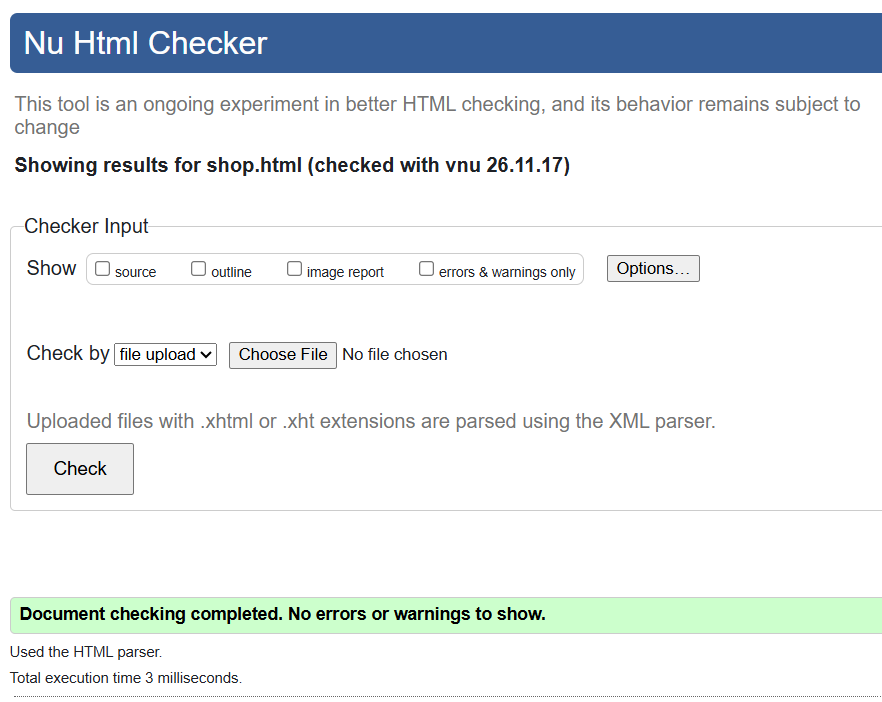 Nu Html Checker
This tool is an ongoing experiment in better HTML checking, and its behavior remains subject to
change
Showing results for shop.html (checked with vnu 26.11.17)
Checker Input
Show source outline image report errors & warnings only Options…
Check by file upload Choose File No file chosen
Uploaded files with .xhtml or .xht extensions are parsed using the XML parser.
Check
Document checking completed. No errors or warnings to show.
Used the HTML parser.
Total execution time 3 milliseconds.